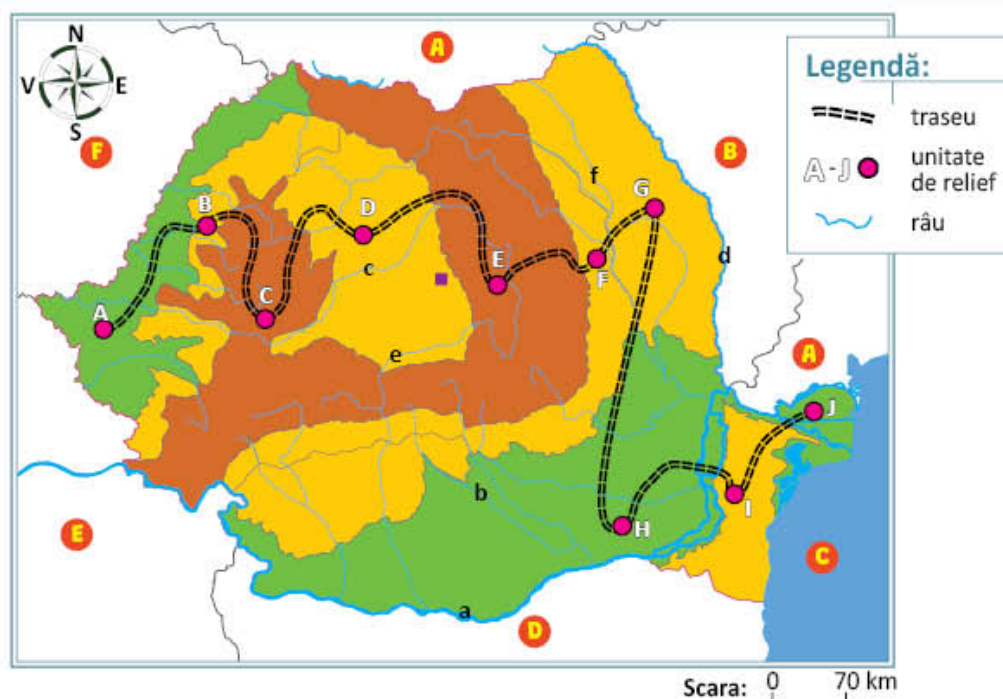 N
V
E
S
A
F
B
Legendă:
traseu
A-J
unitate
de relief
râu
f
G
B
D
d
c
E
F
A
C
e
A
J
b
I
H
E
C
a
D
Scara: 0 70 km